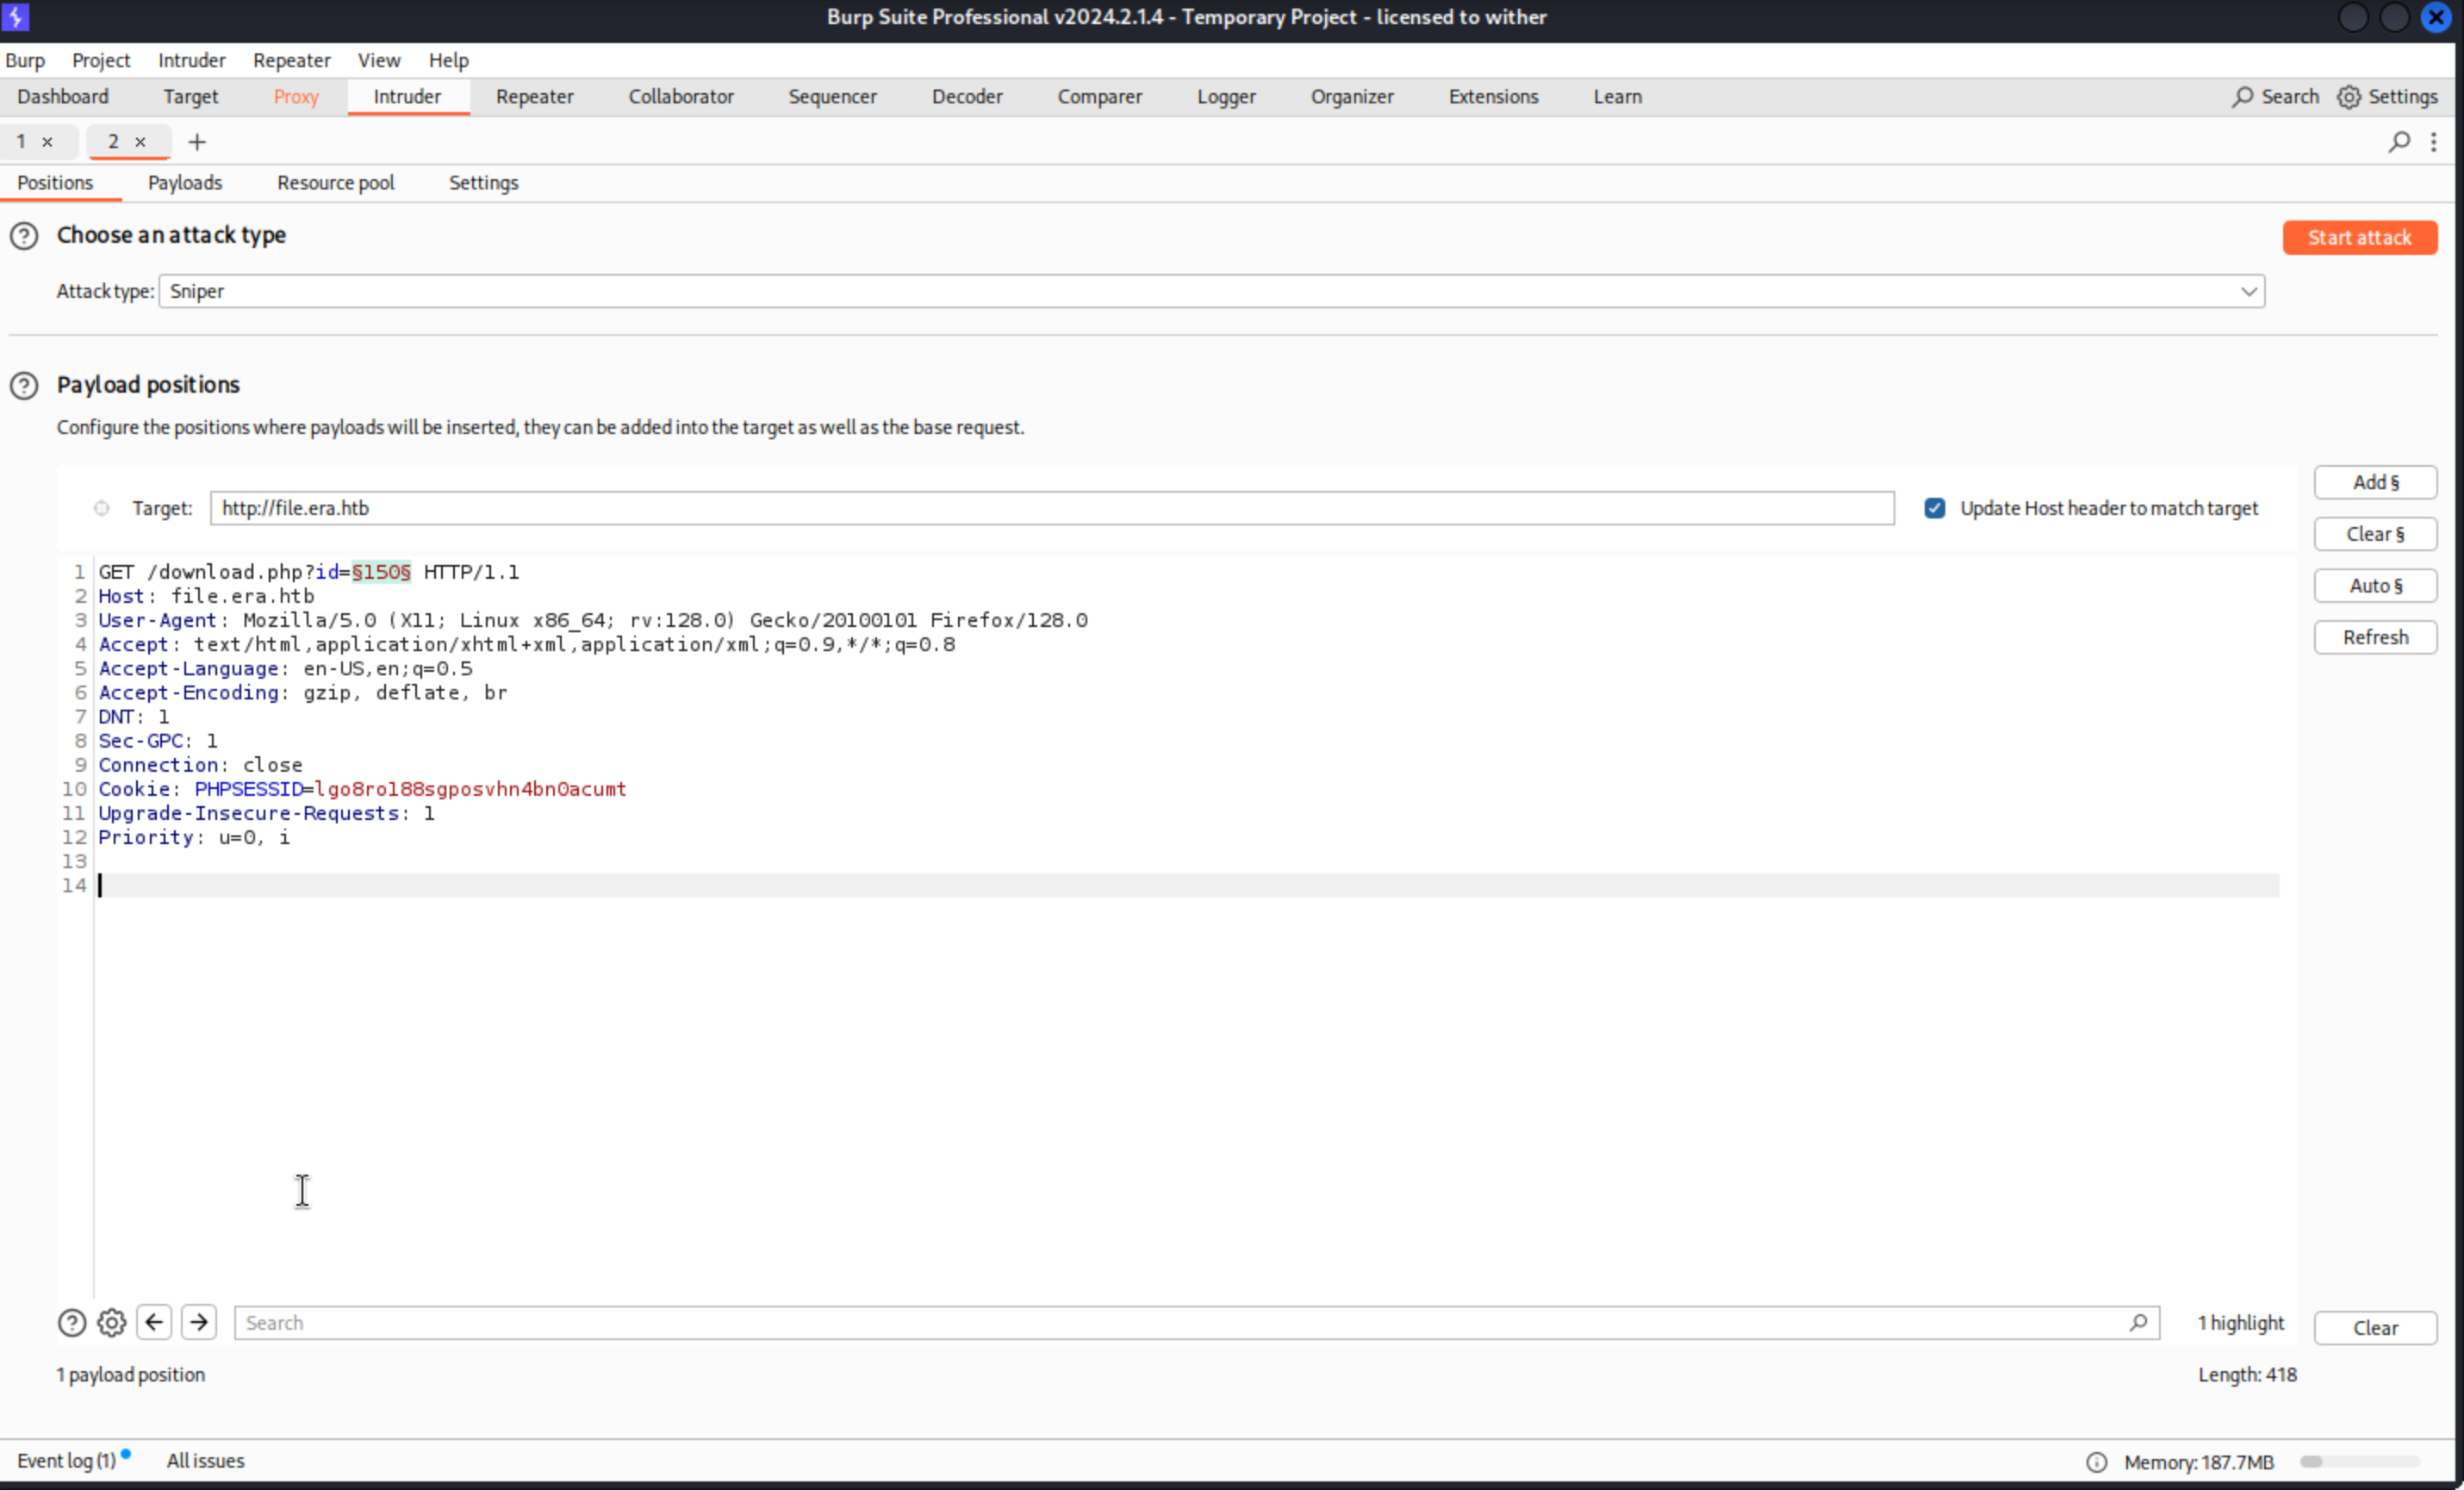 Burp Suite Professional v2024.2.1.4 - Temporary Project - licensed to wither
Burp Project Intruder Repeater View Help
Dashboard Target Proxy Intruder Repeater Collaborator Sequencer Decoder Comparer Logger Organizer Extensions Learn Search Settings
1 × 2 × +
Positions Payloads Resource pool Settings
Choose an attack type
Start attack
Attack type: Sniper
Payload positions
Configure the positions where payloads will be inserted, they can be added into the target as well as the base request.
Target: http://file.era.htb
Update Host header to match target
Add §
Clear §
Auto §
Refresh
1 GET /download.php?id=§150§ HTTP/1.1
2 Host: file.era.htb
3 User-Agent: Mozilla/5.0 (X11; Linux x86_64; rv:128.0) Gecko/20100101 Firefox/128.0
4 Accept: text/html,application/xhtml+xml,application/xml;q=0.9,*/*;q=0.8
5 Accept-Language: en-US,en;q=0.5
6 Accept-Encoding: gzip, deflate, br
7 DNT: 1
8 Sec-GPC: 1
9 Connection: close
10 Cookie: PHPSESSID=lgo8rol88sgposvhn4bn0acumt
11 Upgrade-Insecure-Requests: 1
12 Priority: u=0, i
13
14
Search
1 highlight
Clear
1 payload position
Length: 418
Event log (1) All issues
Memory: 187.7MB